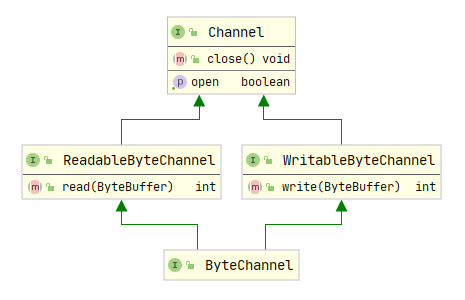 I Channel
m close() void
p open boolean
I ReadableByteChannel
m read(ByteBuffer) int
I WritableByteChannel
m write(ByteBuffer) int
I ByteChannel